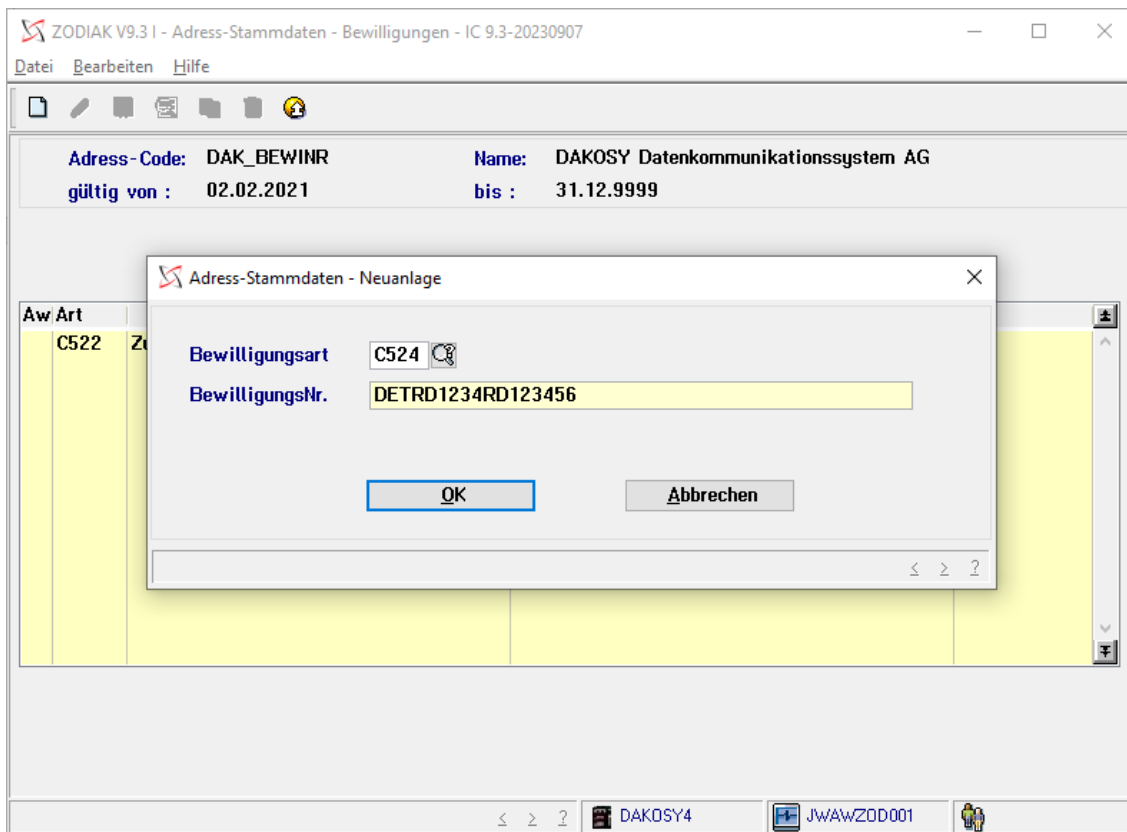 ZODIAK V9.3 I - Adress-Stammdaten - Bewilligungen - IC 9.3-20230907
Datei Bearbeiten Hilfe
Adress-Code: DAK_BEWINR Name: DAKOSY Datenkommunikationssystem AG
gültig von : 02.02.2021 bis : 31.12.9999
Adress-Stammdaten - Neuanlage
Aw Art
C522
Bewilligungsart C524
BewilligungsNr. DETRD1234RD123456
OK Abbrechen
< > ?
< > ? DAKOSY4 JWAWZOD001